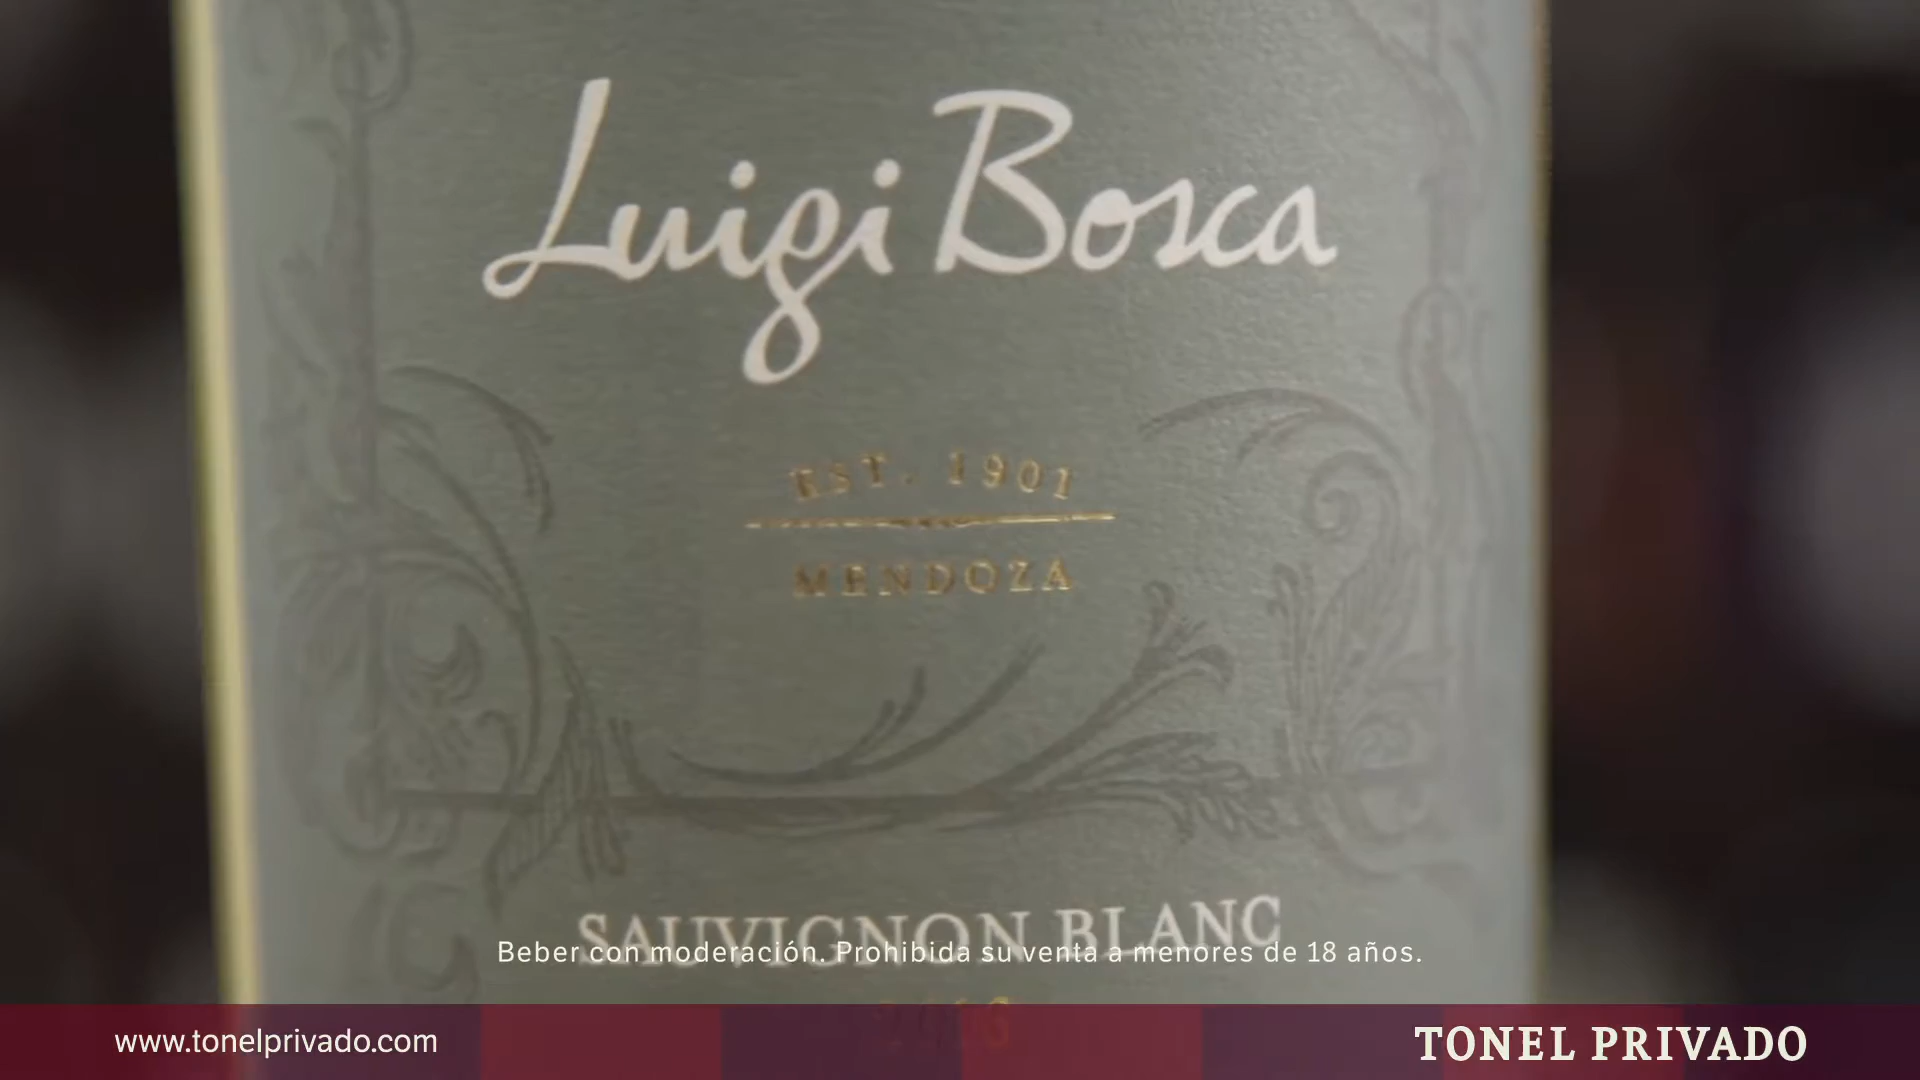 Luigi Bosca
EST. 1901
MENDOZA
SAUVIGNON BLANC
Beber con moderación. Prohibida su venta a menores de 18 años.
www.tonelprivado.com
TONEL PRIVADO